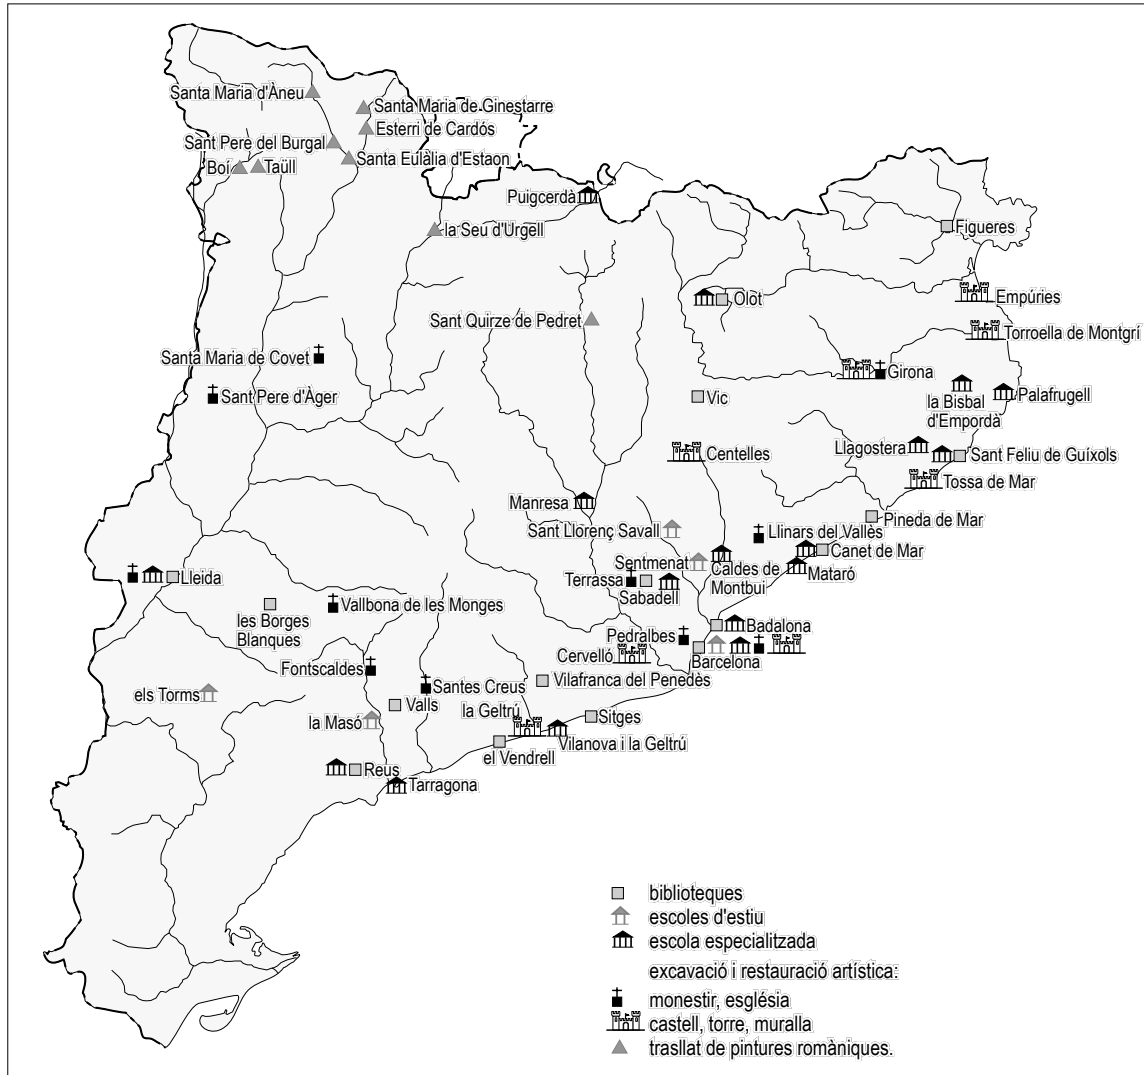 Santa Maria d'Àneu
Santa Maria de Ginestarre
Esterri de Cardós
Sant Pere del Burgal
Santa Eulàlia d'Estaon
Boí
Taüll
Puigcerdà
la Seu d'Urgell
Figueres
Olot
Empúries
Sant Quirze de Pedret
Torroella de Montgrí
Santa Maria de Covet
Girona
Sant Pere d'Àger
Vic
la Bisbal
d'Empordà
Palafrugell
Centelles
Llagostera
Sant Feliu de Guíxols
Tossa de Mar
Manresa
Pineda de Mar
Sant Llorenç Savall
Llinars del Vallès
Canet de Mar
Sentmenat
Caldes de
Montbui
Mataró
Lleida
Terrassa
Sabadell
les Borges
Blanques
Vallbona de les Monges
Badalona
Pedralbes
Cervelló
Barcelona
Fontscaldes
els Torms
Santes Creus
Vilafranca del Penedès
Valls
la Geltrú
la Masó
Sitges
Vilanova i la Geltrú
el Vendrell
Reus
Tarragona
biblioteques
escoles d'estiu
escola especialitzada
excavació i restauració artística:
monestir, església
castell, torre, muralla
trasllat de pintures romàniques.